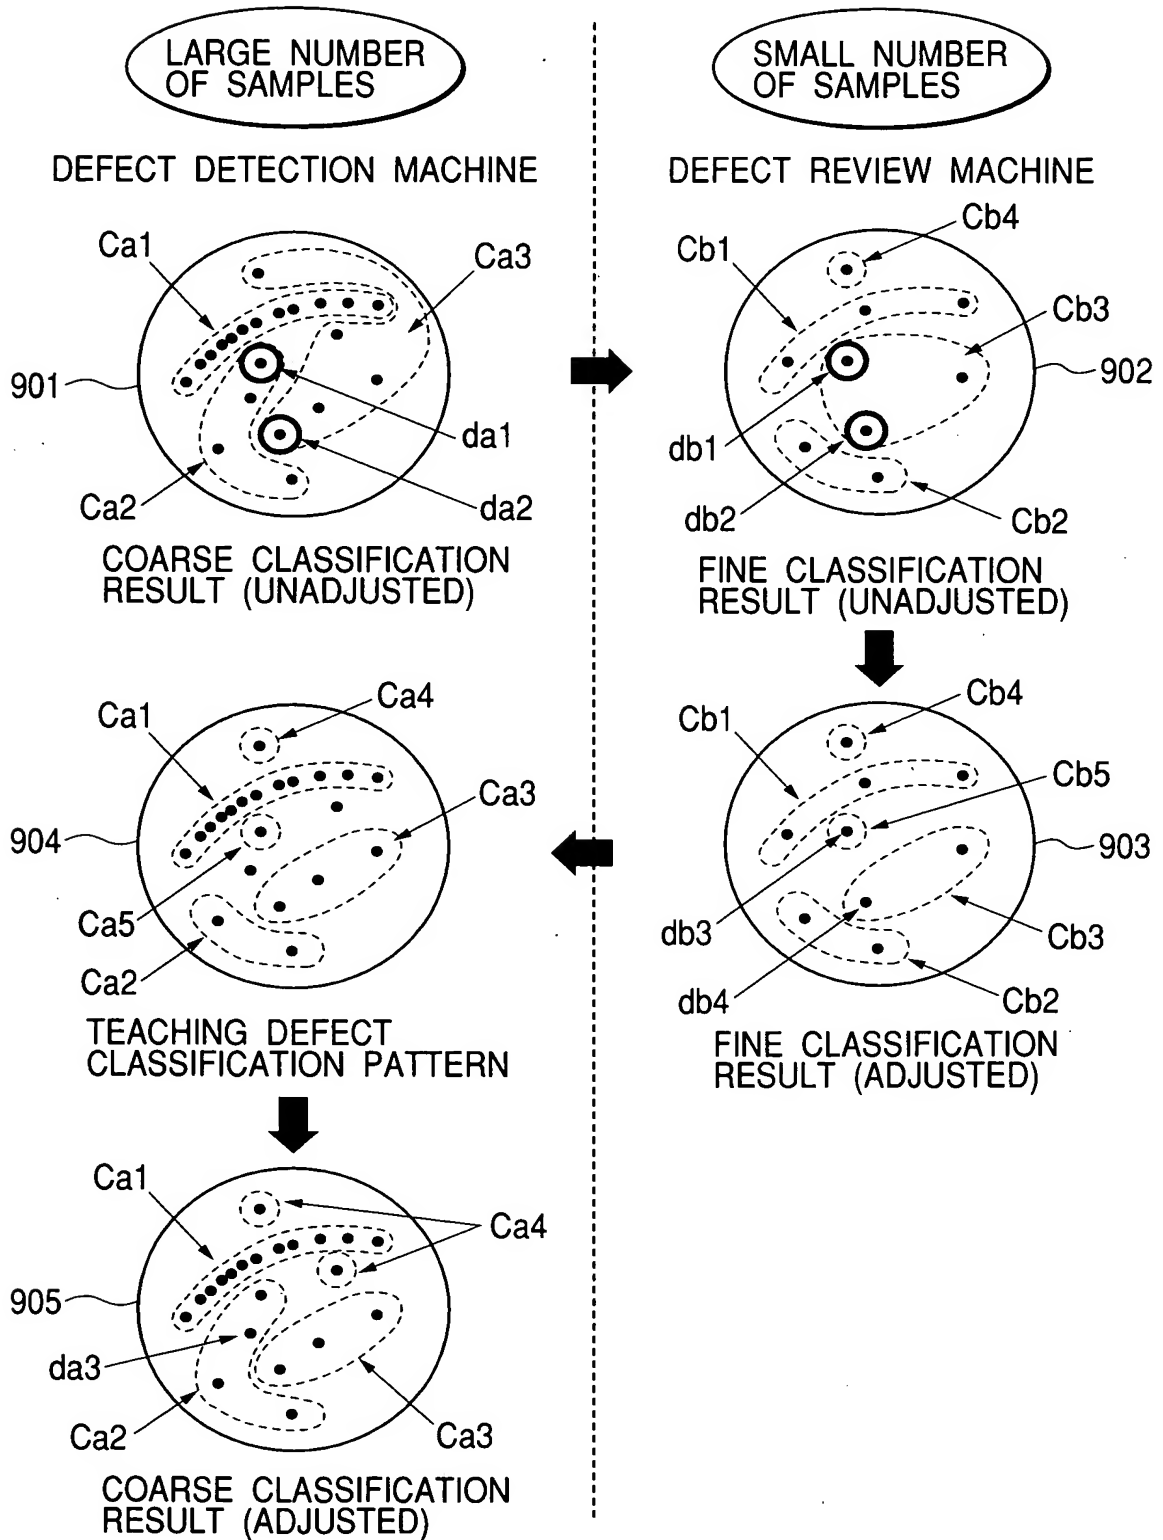 LARGE NUMBER
OF SAMPLES
SMALL NUMBER
OF SAMPLES
DEFECT DETECTION MACHINE
DEFECT REVIEW MACHINE
Ca1
Ca3
901
da1
Ca2
da2
COARSE CLASSIFICATION
RESULT (UNADJUSTED)
Cb4
Cb1
Cb3
902
db1
db2
Cb2
FINE CLASSIFICATION
RESULT (UNADJUSTED)
Ca4
Ca1
Ca3
904
Ca5
Ca2
TEACHING DEFECT
CLASSIFICATION PATTERN
Cb4
Cb1
Cb5
903
db3
Cb3
db4
Cb2
FINE CLASSIFICATION
RESULT (ADJUSTED)
Ca1
Ca4
905
da3
Ca2
Ca3
COARSE CLASSIFICATION
RESULT (ADJUSTED)